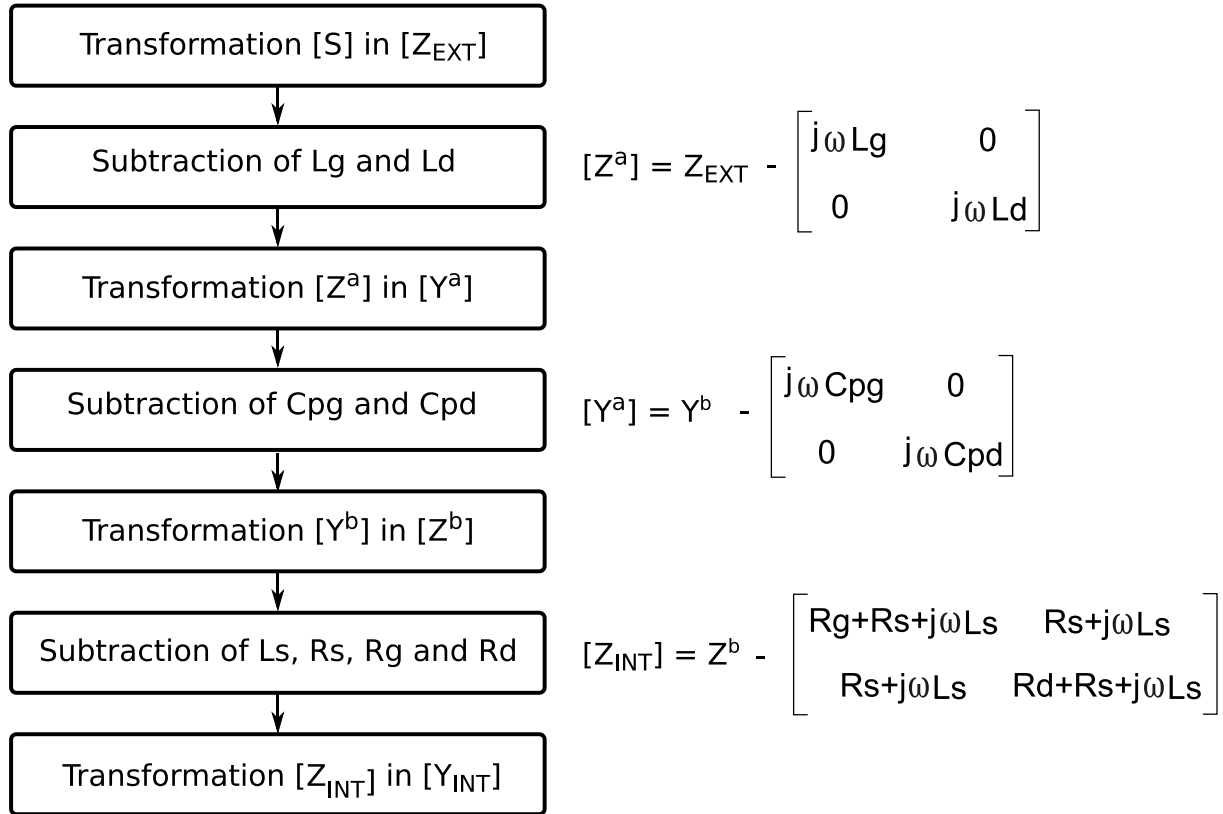 Transformation [S] in [Z_EXT]
Subtraction of Lg and Ld
[Z^a] = Z_EXT - [ jωLg 0
0 jωLd ]
Transformation [Z^a] in [Y^a]
Subtraction of Cpg and Cpd
[Y^a] = Y^b - [ jωCpg 0
0 jωCpd ]
Transformation [Y^b] in [Z^b]
Subtraction of Ls, Rs, Rg and Rd
[Z_INT] = Z^b - [ Rg+Rs+jωLs Rs+jωLs
Rs+jωLs Rd+Rs+jωLs ]
Transformation [Z_INT] in [Y_INT]